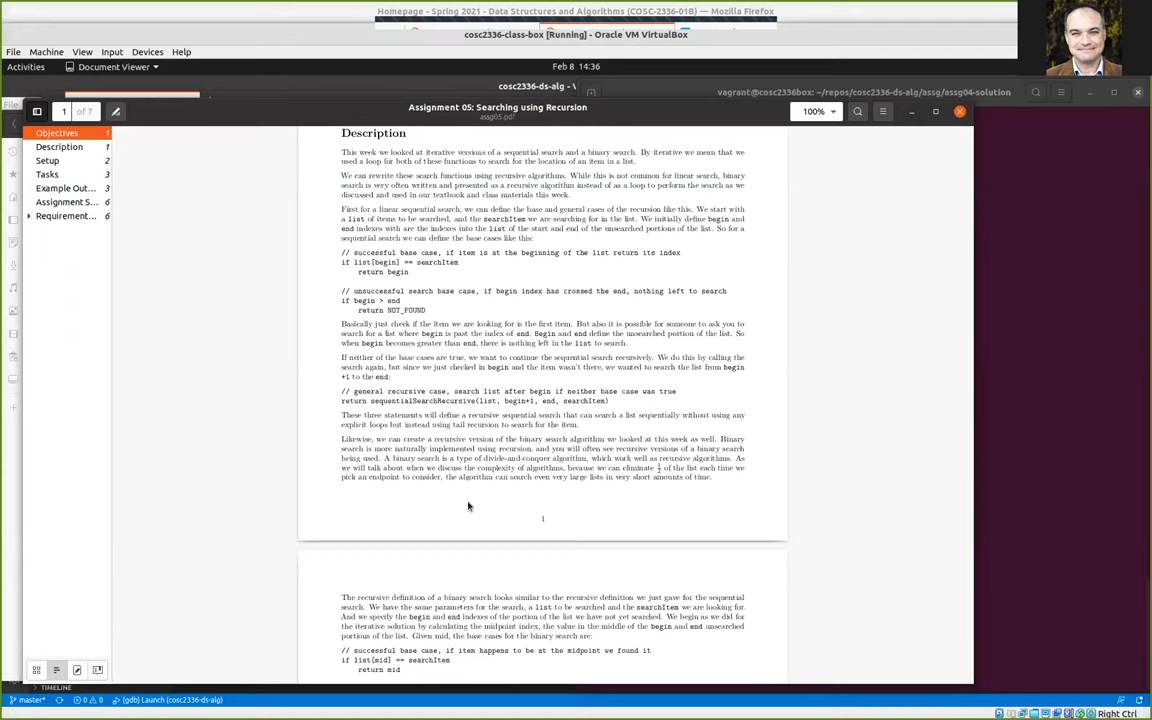 Homepage - Spring 2021 - Data Structures and Algorithms (COSC-2336-01B) — Mozilla Firefox
cosc2336-class-box [Running] - Oracle VM VirtualBox
File Machine View Input Devices Help
Activities Document Viewer Feb 8 14:36
cosc2336-ds-alg - V
vagrant@cosc2336box: ~/repos/cosc2336-ds-alg/assg/assg04-solution
File
1 of 7
Assignment 05: Searching using Recursion
assg05.pdf
100%
Objectives 1
Description 1
Setup 2
Tasks 3
Example Out... 3
Assignment S... 6
Requirement... 6
Description
This week we looked at iterative versions of a sequential search and a binary search. By iterative we mean that we
used a loop for both of these functions to search for the location of an item in a list.
We can rewrite these search functions using recursive algorithms. While this is not common for linear search, binary
search is very often written and presented as a recursive algorithm instead of as a loop to perform the search as we
discussed and used in our textbook and class materials this week.
First for a linear sequential search, we can define the base and general cases of the recursion like this. We start with
a list of items to be searched, and the searchItem we are searching for in the list. We initially define begin and
end indexes with are the indexes into the list of the start and end of the unsearched portions of the list. So for a
sequential search we can define the base cases like this:
// successful base case, if item is at the beginning of the list return its index
if list[begin] == searchItem
return begin
// unsuccessful search base case, if begin index has crossed the end, nothing left to search
if begin > end
return NOT_FOUND
Basically just check if the item we are looking for is the first item. But also it is possible for someone to ask you to
search for a list where begin is past the index of end. Begin and end define the unsearched portion of the list. So
when begin becomes greater than end, there is nothing left in the list to search.
If neither of the base cases are true, we want to continue the sequential search recursively. We do this by calling the
search again, but since we just checked in begin and the item wasn't there, we wanted to search the list from begin
+1 to the end:
// general recursive case, search list after begin if neither base case was true
return sequentialSearchRecursive(list, begin+1, end, searchItem)
These three statements will define a recursive sequential search that can search a list sequentially without using any
explicit loops but instead using tail recursion to search for the item.
Likewise, we can create a recursive version of the binary search algorithm we looked at this week as well. Binary
search is more naturally implemented using recursion, and you will often see recursive versions of a binary search
being used. A binary search is a type of divide-and-conquer algorithm, which work well as recursive algorithms. As
we will talk about when we discuss the complexity of algorithms, because we can eliminate 1/2 of the list each time we
pick an endpoint to consider, the algorithm can search even very large lists in very short amounts of time.
1
The recursive definition of a binary search looks similar to the recursive definition we just gave for the sequential
search. We have the same parameters for the search, a list to be searched and the searchItem we are looking for.
And we specify the begin and end indexes of the portion of the list we have not yet searched. We begin as we did for
the iterative solution by calculating the midpoint index, the value in the middle of the begin and end unsearched
portions of the list. Given mid, the base cases for the binary search are:
// successful base case, if item happens to be at the midpoint we found it
if list[mid] == searchItem
return mid
TIMELINE
master* 0 0 (gdb) Launch (cosc2336-ds-alg)
Right Ctrl